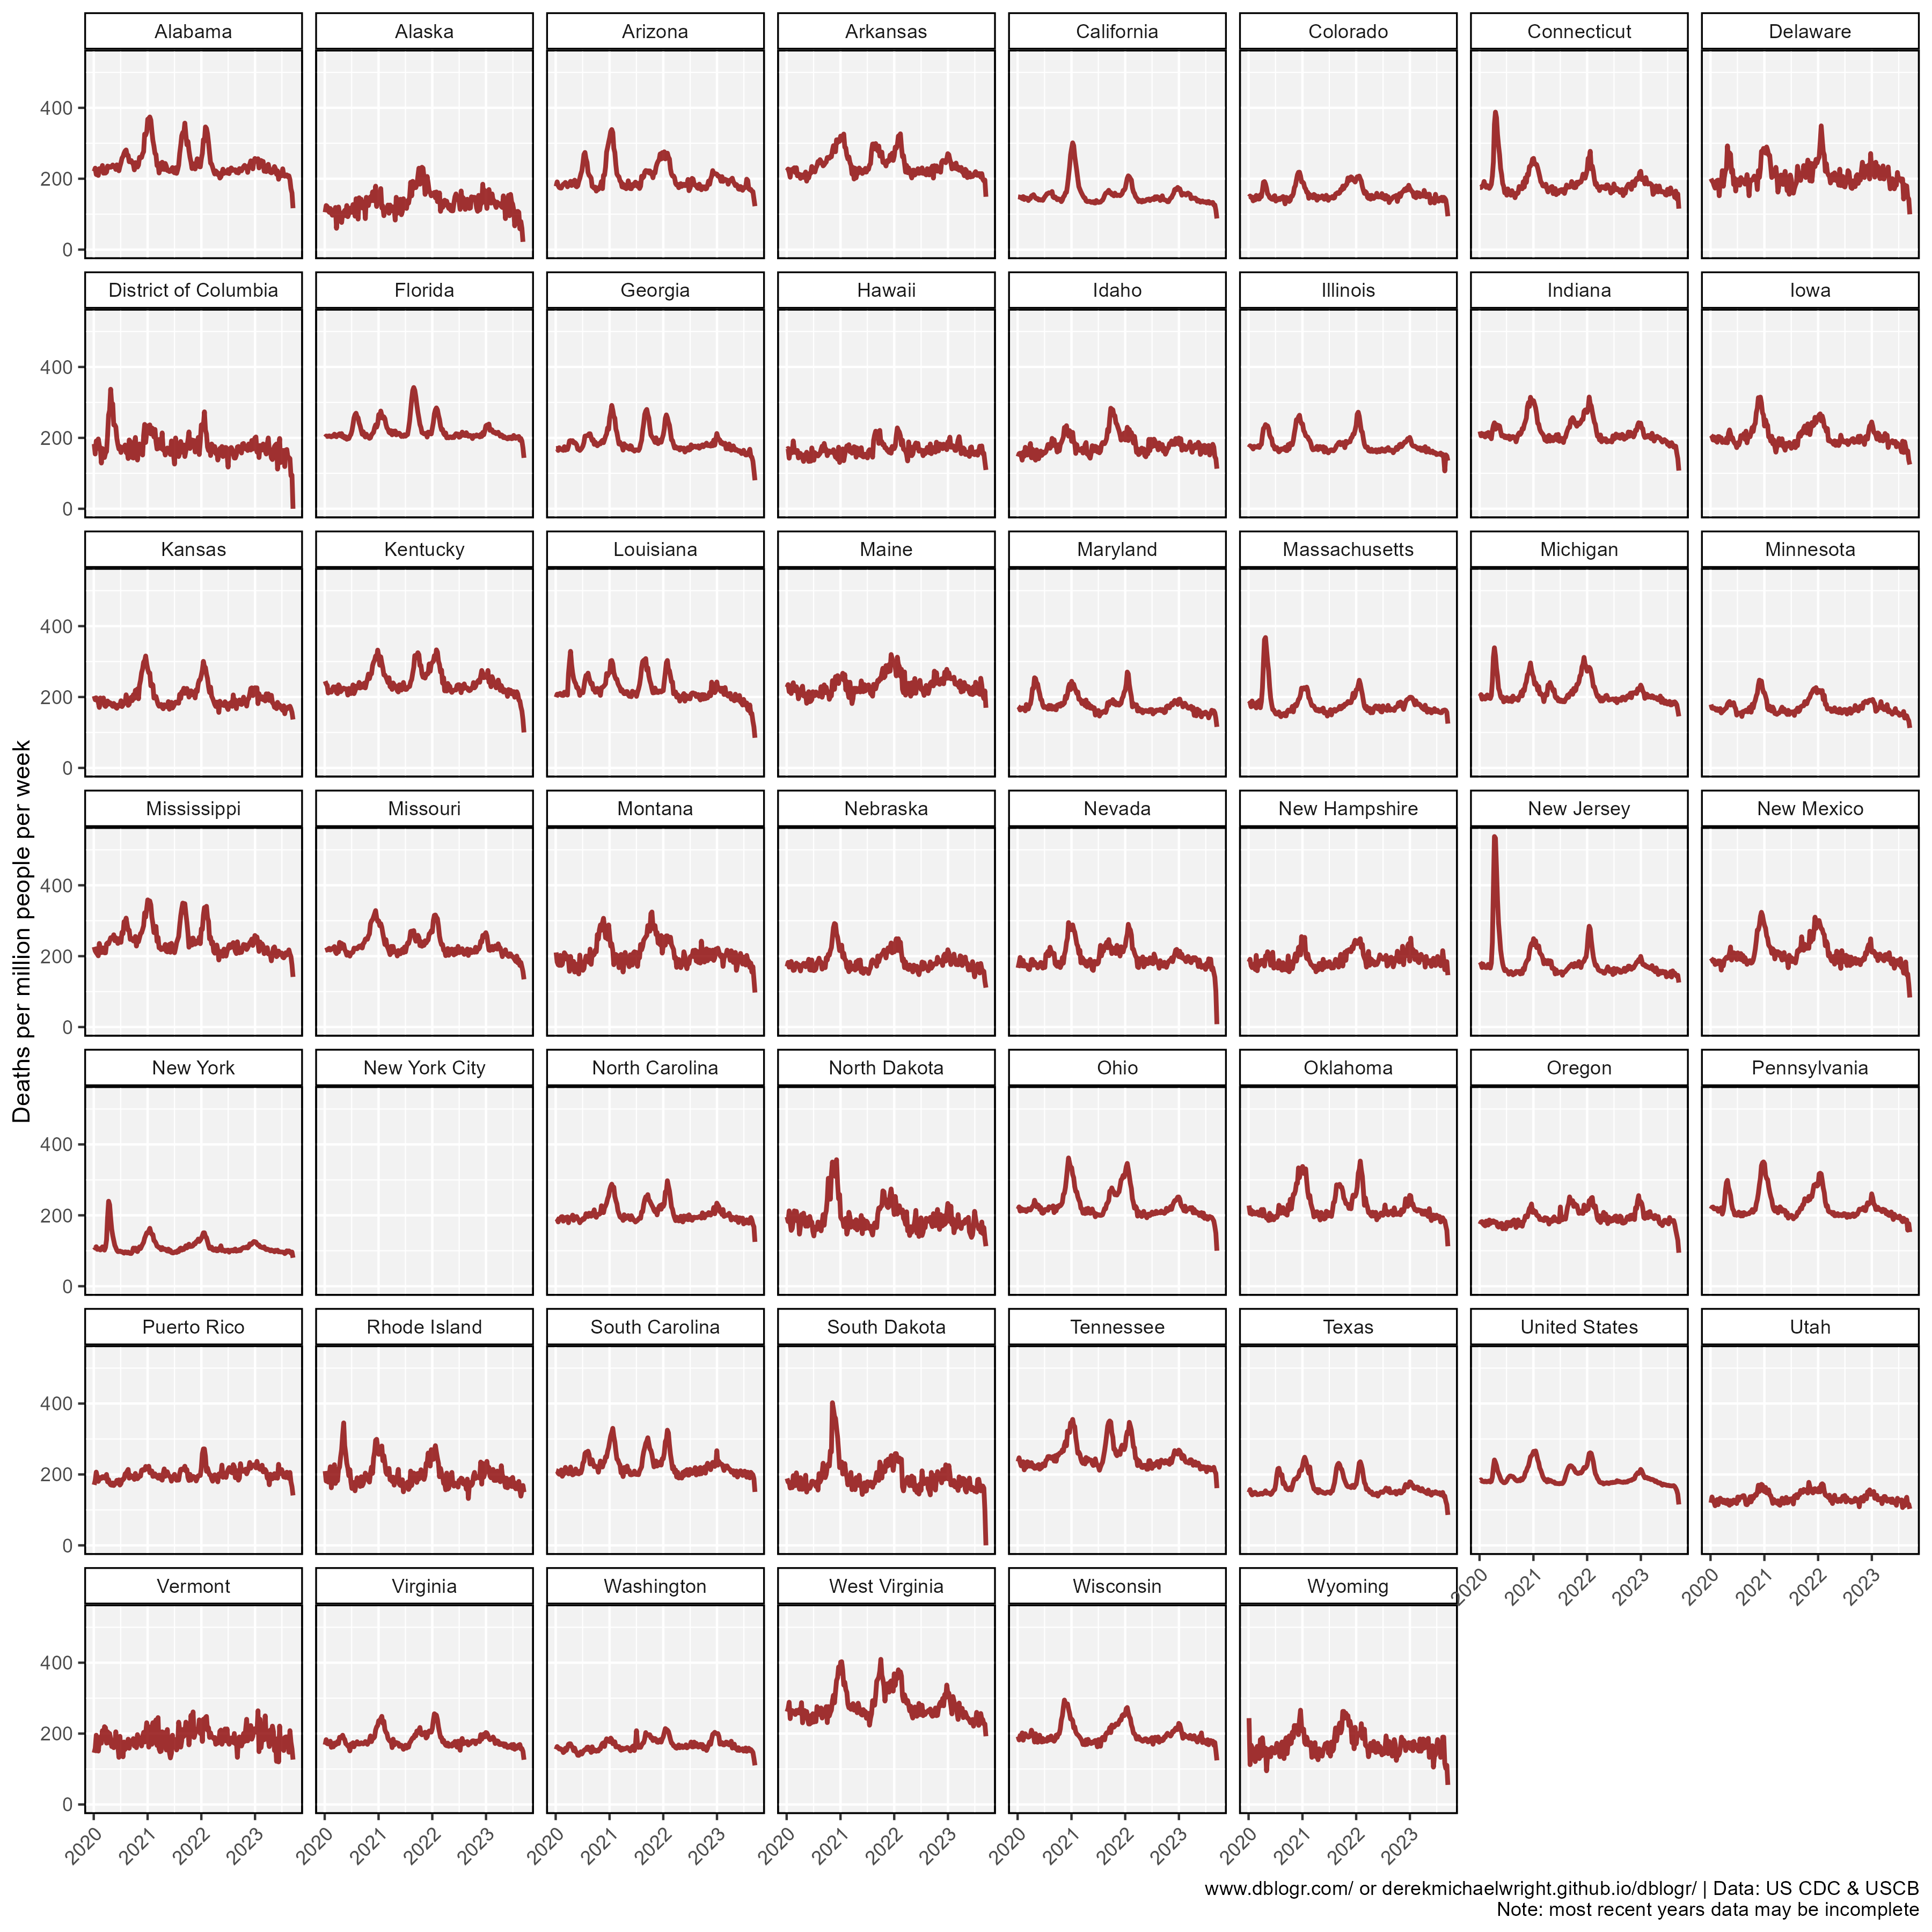 Alabama Alaska Arizona Arkansas California Colorado Connecticut Delaware
400
200
0
District of Columbia Florida Georgia Hawaii Idaho Illinois Indiana Iowa
400
200
0
Kansas Kentucky Louisiana Maine Maryland Massachusetts Michigan Minnesota
400
200
0
Deaths per million people per week
Mississippi Missouri Montana Nebraska Nevada New Hampshire New Jersey New Mexico
400
200
0
New York New York City North Carolina North Dakota Ohio Oklahoma Oregon Pennsylvania
400
200
0
Puerto Rico Rhode Island South Carolina South Dakota Tennessee Texas United States Utah
400
200
0
2020 2021 2022 2023 2020 2021 2022 2023
Vermont Virginia Washington West Virginia Wisconsin Wyoming
400
200
0
2020 2021 2022 2023 2020 2021 2022 2023 2020 2021 2022 2023 2020 2021 2022 2023 2020 2021 2022 2023 2020 2021 2022 2023
www.dblogr.com/ or derekmichaelwright.github.io/dblogr/ | Data: US CDC & USCB
Note: most recent years data may be incomplete